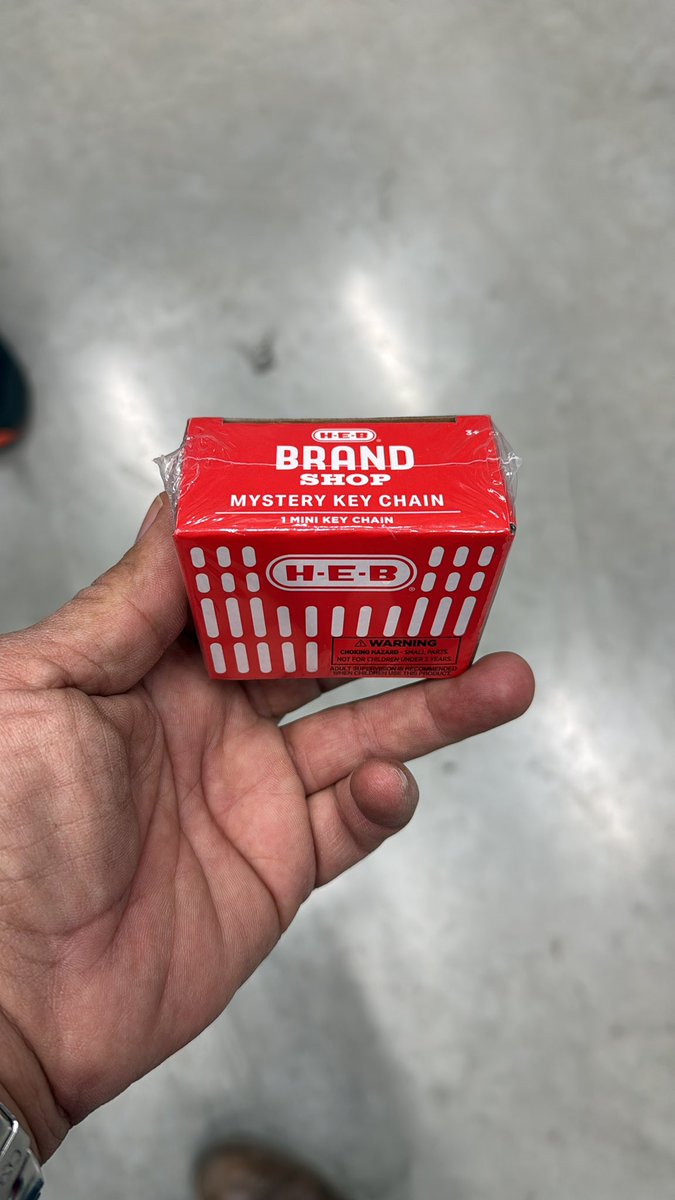 H-E-B
3+
BRAND
SHOP
MYSTERY KEY CHAIN
1 MINI KEY CHAIN
H-E-B
WARNING
CHOKING HAZARD - SMALL PARTS.
NOT FOR CHILDREN UNDER 3 YEARS.
ADULT SUPERVISION IS RECOMMENDED
WHEN CHILDREN USE THIS PRODUCT.